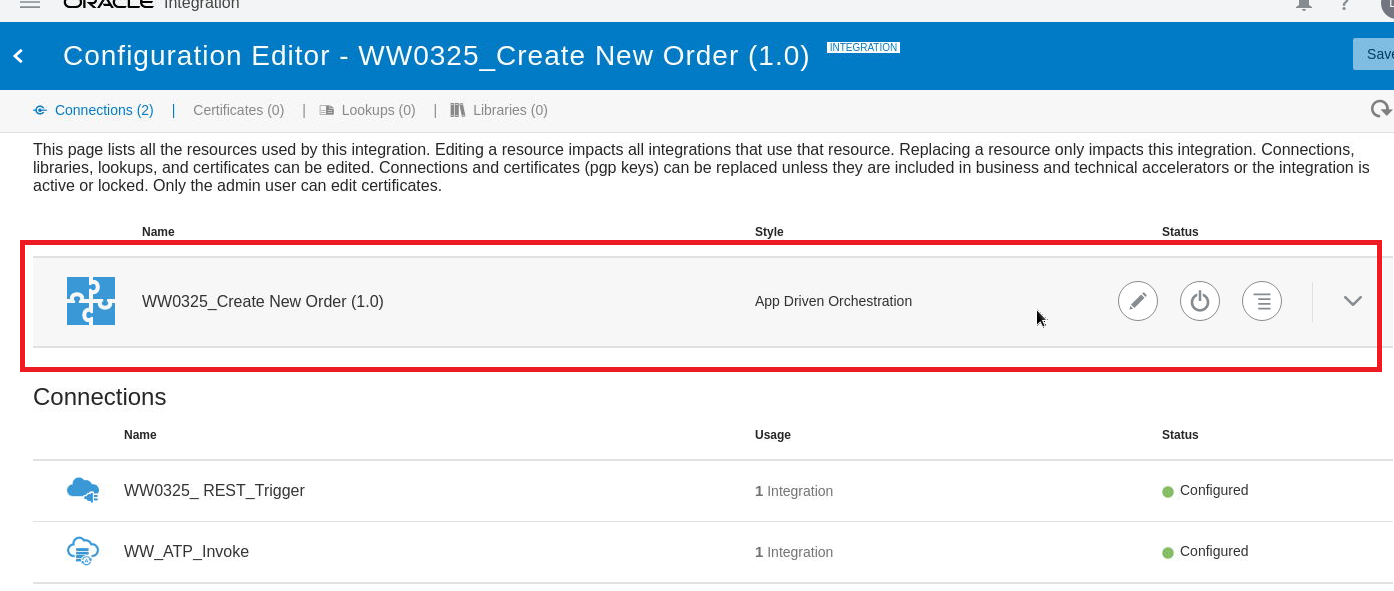 ORACLE Integration
Configuration Editor - WW0325_Create New Order (1.0) INTEGRATION
Save
Connections (2) | Certificates (0) | Lookups (0) | Libraries (0)
This page lists all the resources used by this integration. Editing a resource impacts all integrations that use that resource. Replacing a resource only impacts this integration. Connections,
libraries, lookups, and certificates can be edited. Connections and certificates (pgp keys) can be replaced unless they are included in business and technical accelerators or the integration is
active or locked. Only the admin user can edit certificates.
Name Style Status
WW0325_Create New Order (1.0) App Driven Orchestration
Connections
Name Usage Status
WW0325_ REST_Trigger 1 Integration Configured
WW_ATP_Invoke 1 Integration Configured